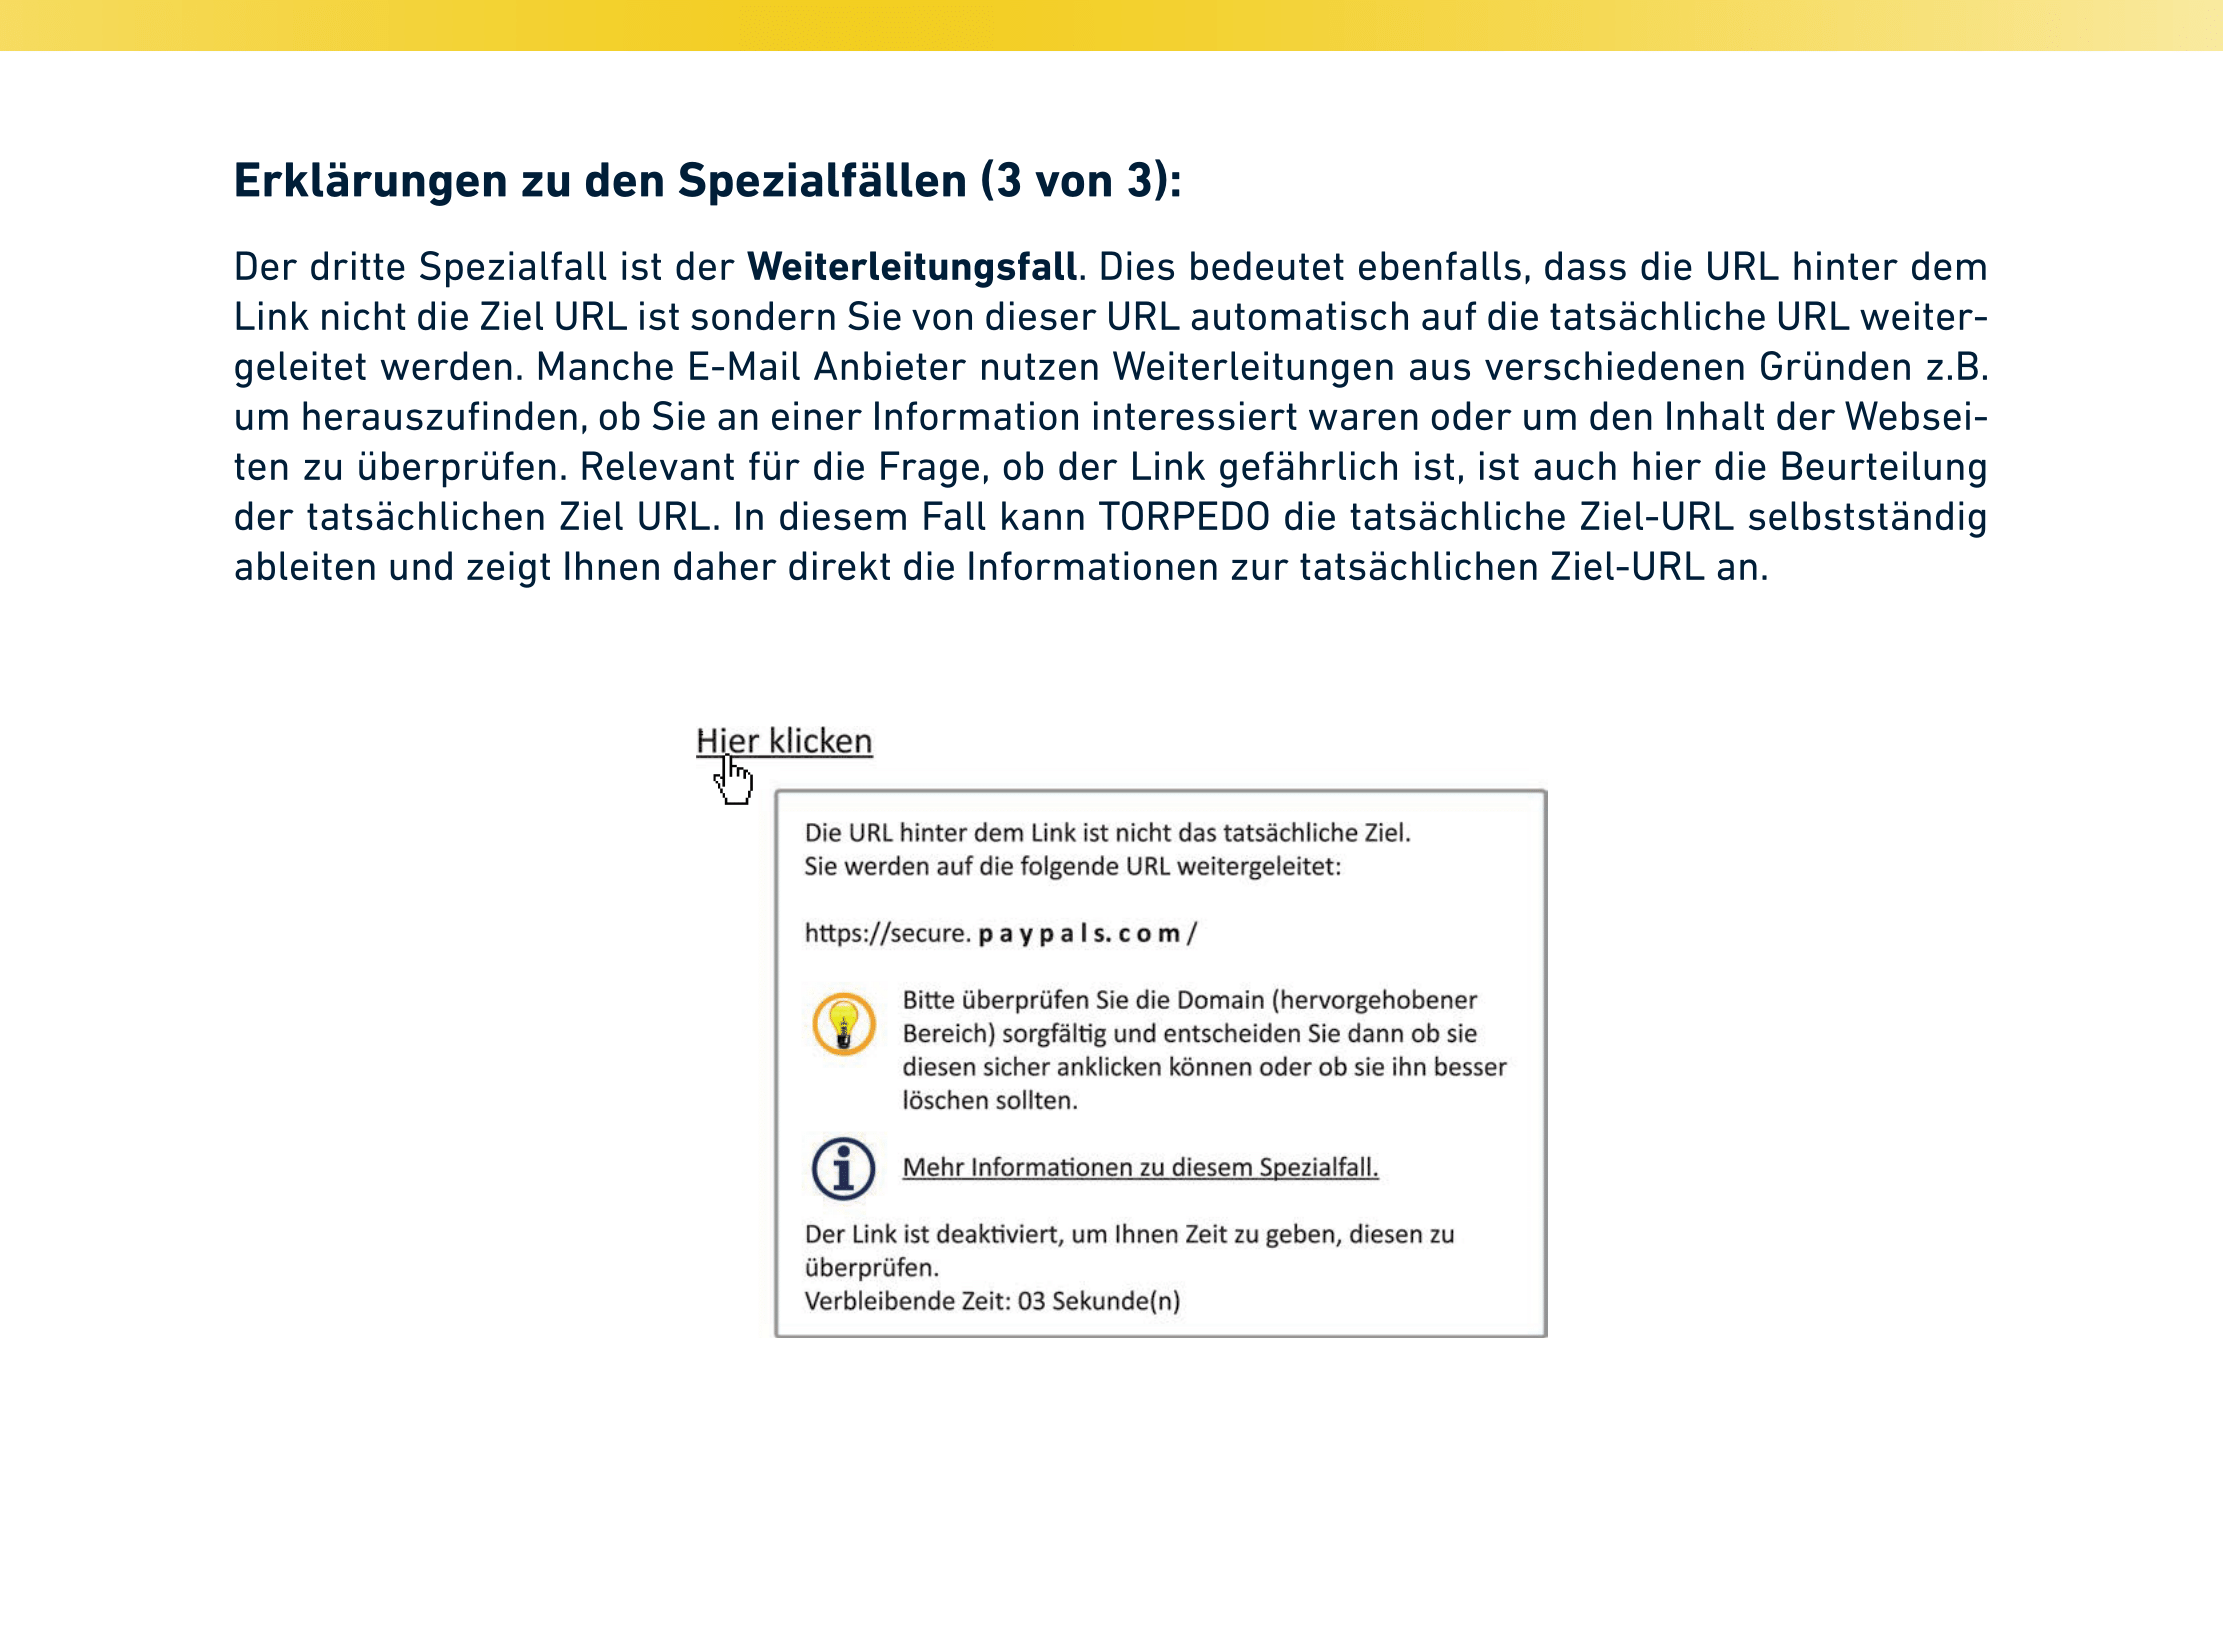 Erklärungen zu den Spezialfällen (3 von 3):
Der dritte Spezialfall ist der Weiterleitungsfall. Dies bedeutet ebenfalls, dass die URL hinter dem
Link nicht die Ziel URL ist sondern Sie von dieser URL automatisch auf die tatsächliche URL weiter-
geleitet werden. Manche E-Mail Anbieter nutzen Weiterleitungen aus verschiedenen Gründen z.B.
um herauszufinden, ob Sie an einer Information interessiert waren oder um den Inhalt der Websei-
ten zu überprüfen. Relevant für die Frage, ob der Link gefährlich ist, ist auch hier die Beurteilung
der tatsächlichen Ziel URL. In diesem Fall kann TORPEDO die tatsächliche Ziel-URL selbstständig
ableiten und zeigt Ihnen daher direkt die Informationen zur tatsächlichen Ziel-URL an.
Hier klicken
Die URL hinter dem Link ist nicht das tatsächliche Ziel.
Sie werden auf die folgende URL weitergeleitet:
https://secure. p a y p a l s. c o m /
Bitte überprüfen Sie die Domain (hervorgehobener
Bereich) sorgfältig und entscheiden Sie dann ob sie
diesen sicher anklicken können oder ob sie ihn besser
löschen sollten.
Mehr Informationen zu diesem Spezialfall.
Der Link ist deaktiviert, um Ihnen Zeit zu geben, diesen zu
überprüfen.
Verbleibende Zeit: 03 Sekunde(n)